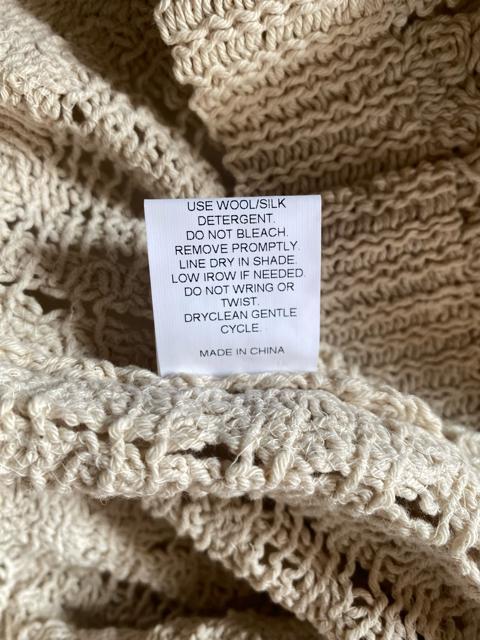 USE WOOL/SILK
DETERGENT.
DO NOT BLEACH.
REMOVE PROMPTLY.
LINE DRY IN SHADE.
LOW IROW IF NEEDED.
DO NOT WRING OR
TWIST.
DRYCLEAN GENTLE
CYCLE.
MADE IN CHINA